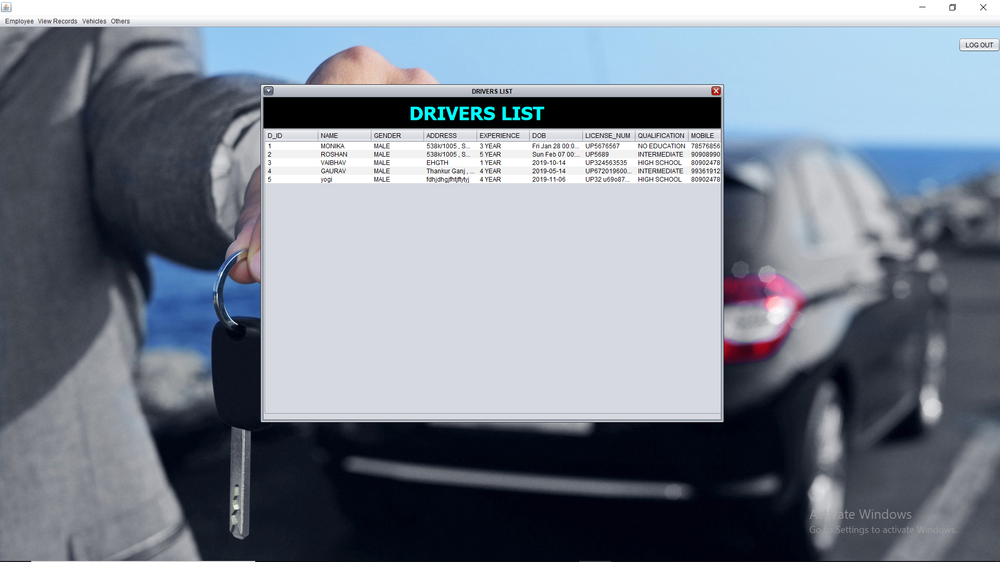 Employee View Records Vehicles Others
LOG OUT
DRIVERS LIST
DRIVERS LIST
D_ID NAME GENDER ADDRESS EXPERIENCE DOB LICENSE_NUM QUALIFICATION MOBILE
1 MONIKA MALE 538k/1005 , S... 3 YEAR Fri Jan 28 00:0... UP5676567 NO EDUCATION 78576856
2 ROSHAN MALE 538k/1005 , S... 5 YEAR Sun Feb 07 00:... UP5689 INTERMEDIATE 90908990
3 VAIBHAV MALE EHGTH 1 YEAR 2019-10-14 UP324563535 HIGH SCHOOL 80902478
4 GAURAV MALE Thankur Ganj , ... 4 YEAR 2019-05-14 UP672019600... INTERMEDIATE 99361912
5 yogi MALE fdhjdhgjfhtjftytyj 4 YEAR 2019-11-06 UP32 u69o87... HIGH SCHOOL 80902478
Activate Windows
Go to Settings to activate Windows.